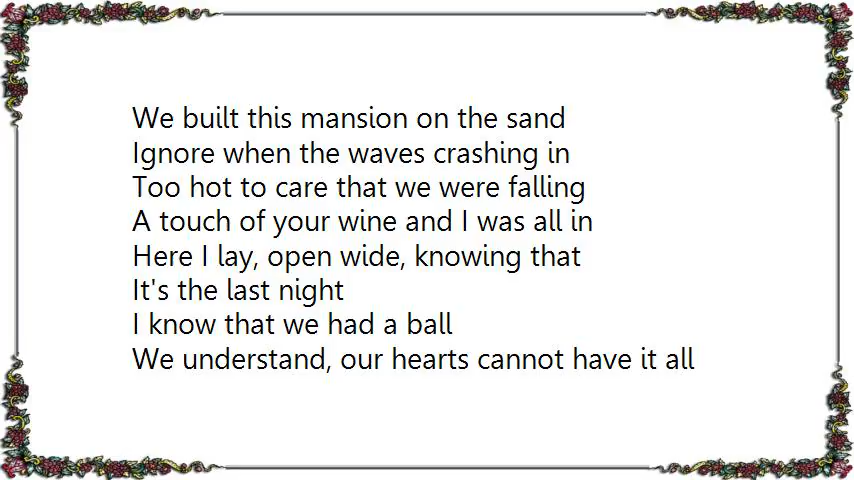 We built this mansion on the sand
Ignore when the waves crashing in
Too hot to care that we were falling
A touch of your wine and I was all in
Here I lay, open wide, knowing that
It's the last night
I know that we had a ball
We understand, our hearts cannot have it all